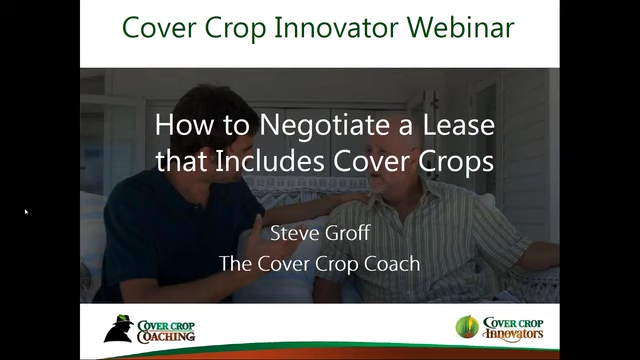 Cover Crop Innovator Webinar
How to Negotiate a Lease
that Includes Cover Crops
Steve Groff
The Cover Crop Coach
COVER CROP
COACHING
COVER CROP
Innovators